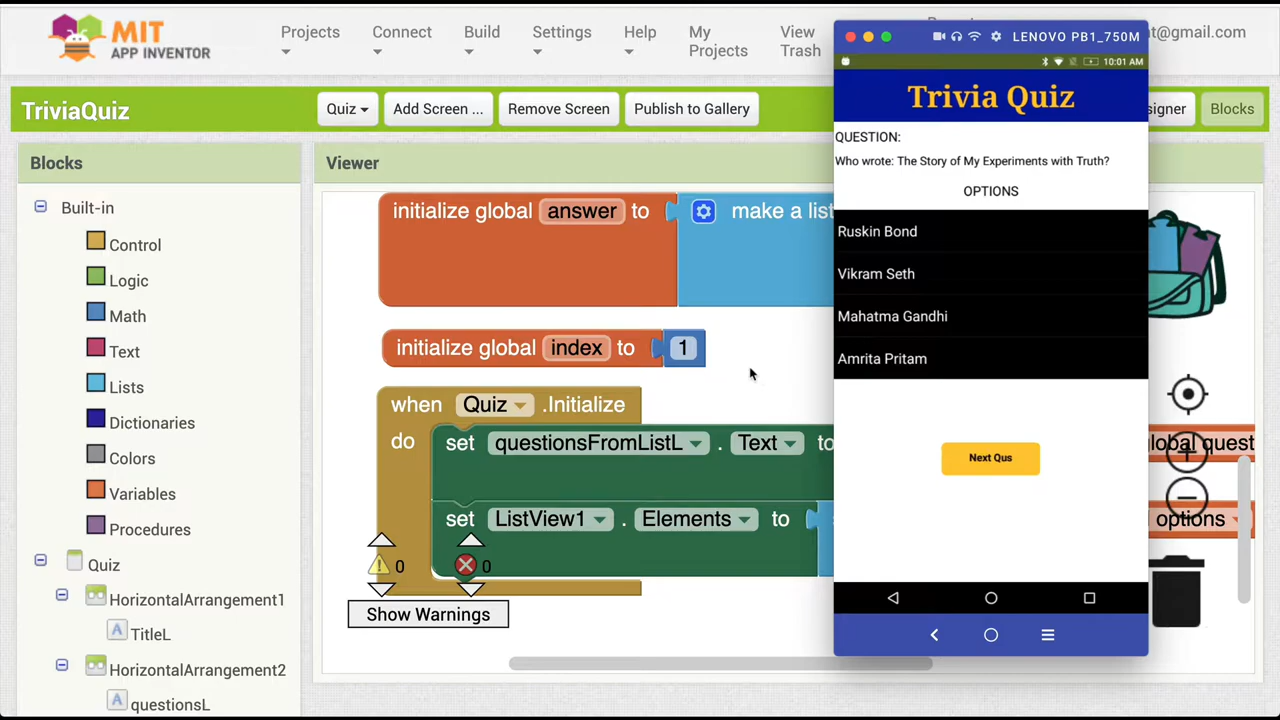 MIT
APP INVENTOR
Projects
Connect
Build
Settings
Help
My
Projects
View
Trash
t@gmail.com
TriviaQuiz
Quiz
Add Screen ...
Remove Screen
Publish to Gallery
signer
Blocks
Blocks
Built-in
Control
Logic
Math
Text
Lists
Dictionaries
Colors
Variables
Procedures
Quiz
HorizontalArrangement1
A TitleL
HorizontalArrangement2
A questionsL
Viewer
initialize global answer to make a list
initialize global index to 1
when Quiz .Initialize
do set questionsFromListL . Text to
global quest
set ListView1 . Elements to
options
0 0
Show Warnings
LENOVO PB1_750M
10:01 AM
Trivia Quiz
QUESTION:
Who wrote: The Story of My Experiments with Truth?
OPTIONS
Ruskin Bond
Vikram Seth
Mahatma Gandhi
Amrita Pritam
Next Qus